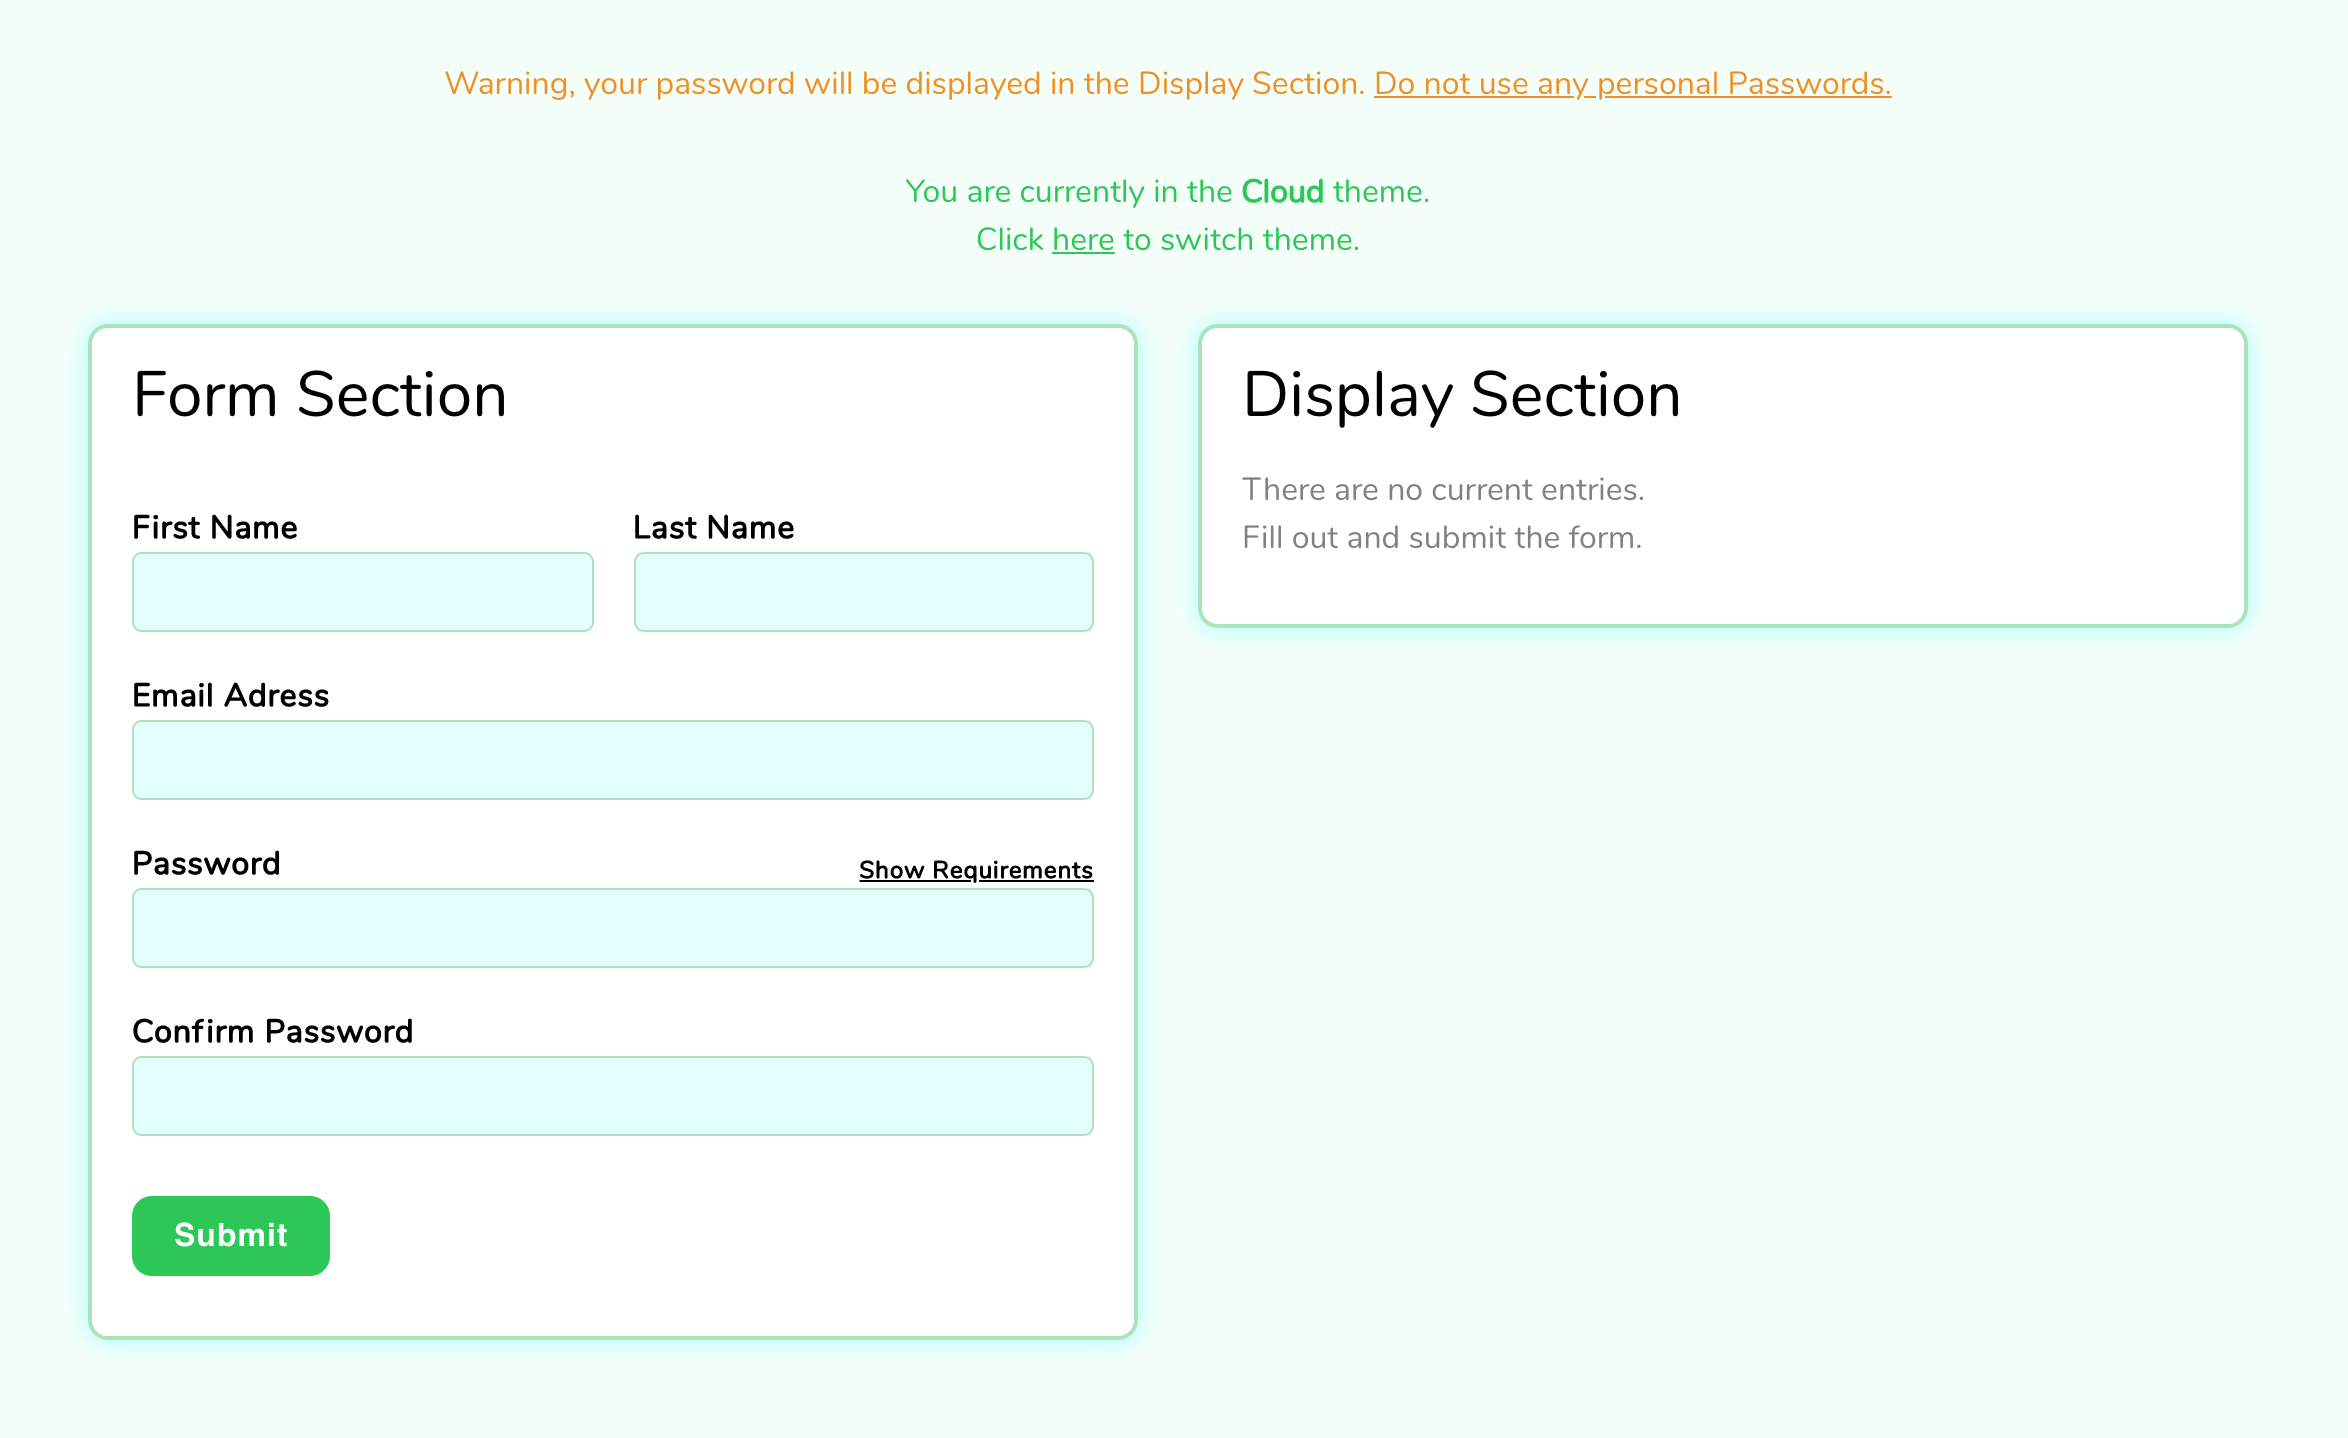 Warning, your password will be displayed in the Display Section. Do not use any personal Passwords.
You are currently in the Cloud theme.
Click here to switch theme.
Form Section
First Name
Last Name
Email Adress
Password
Show Requirements
Confirm Password
Submit
Display Section
There are no current entries.
Fill out and submit the form.